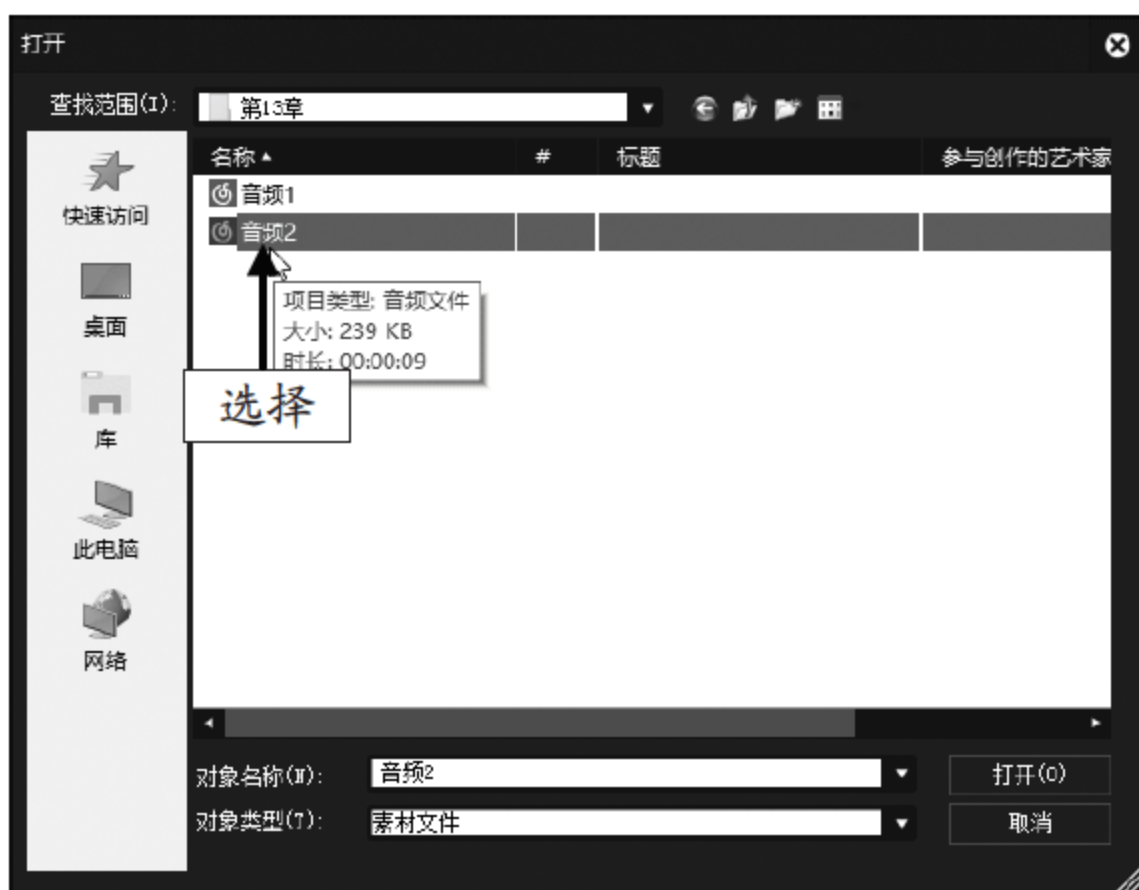 打开
查找范围(I):
第13章
名称 # 标题 参与创作的艺术家
快速访问
音频1
音频2
项目类型: 音频文件
大小: 239 KB
时长: 00:00:09
选择
桌面
库
此电脑
网络
对象名称(N): 音频2 打开(O)
对象类型(T): 素材文件 取消